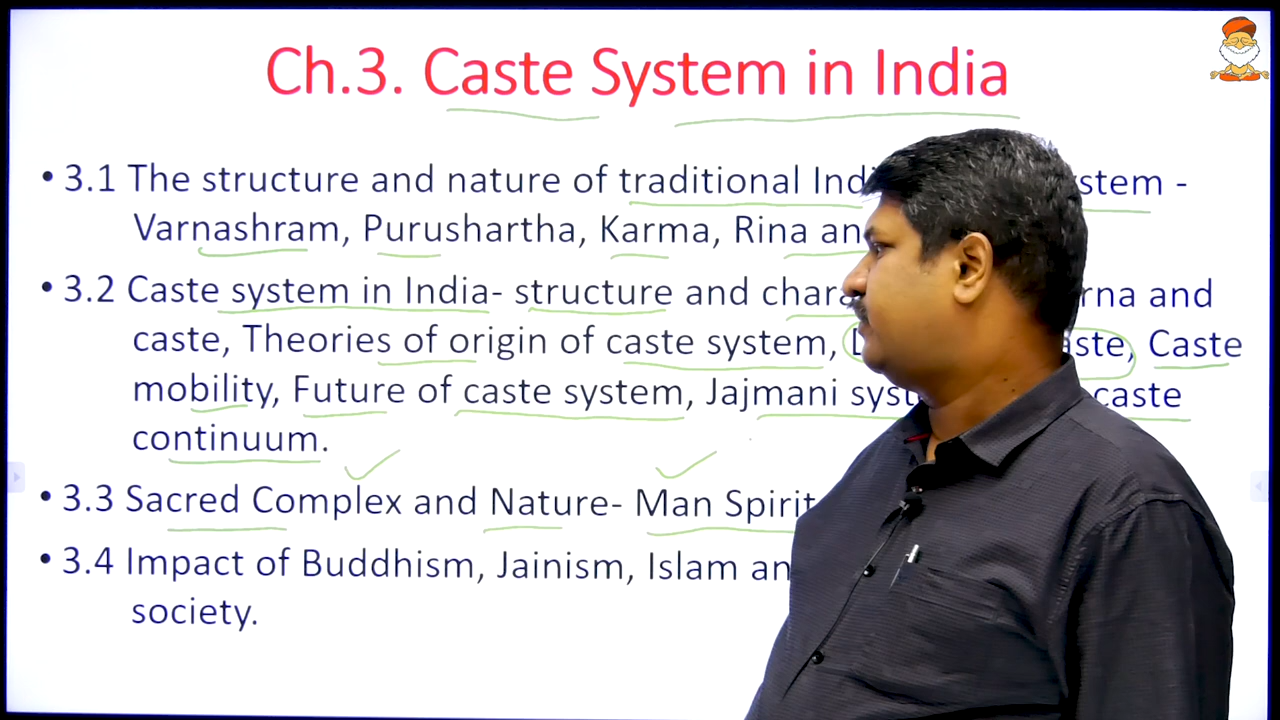 Ch.3. Caste System in India
• 3.1 The structure and nature of traditional Ind stem -
Varnashram, Purushartha, Karma, Rina an
• 3.2 Caste system in India- structure and chara rna and
caste, Theories of origin of caste system, aste, Caste
mobility, Future of caste system, Jajmani syst caste
continuum.
• 3.3 Sacred Complex and Nature- Man Spirit
• 3.4 Impact of Buddhism, Jainism, Islam an
society.